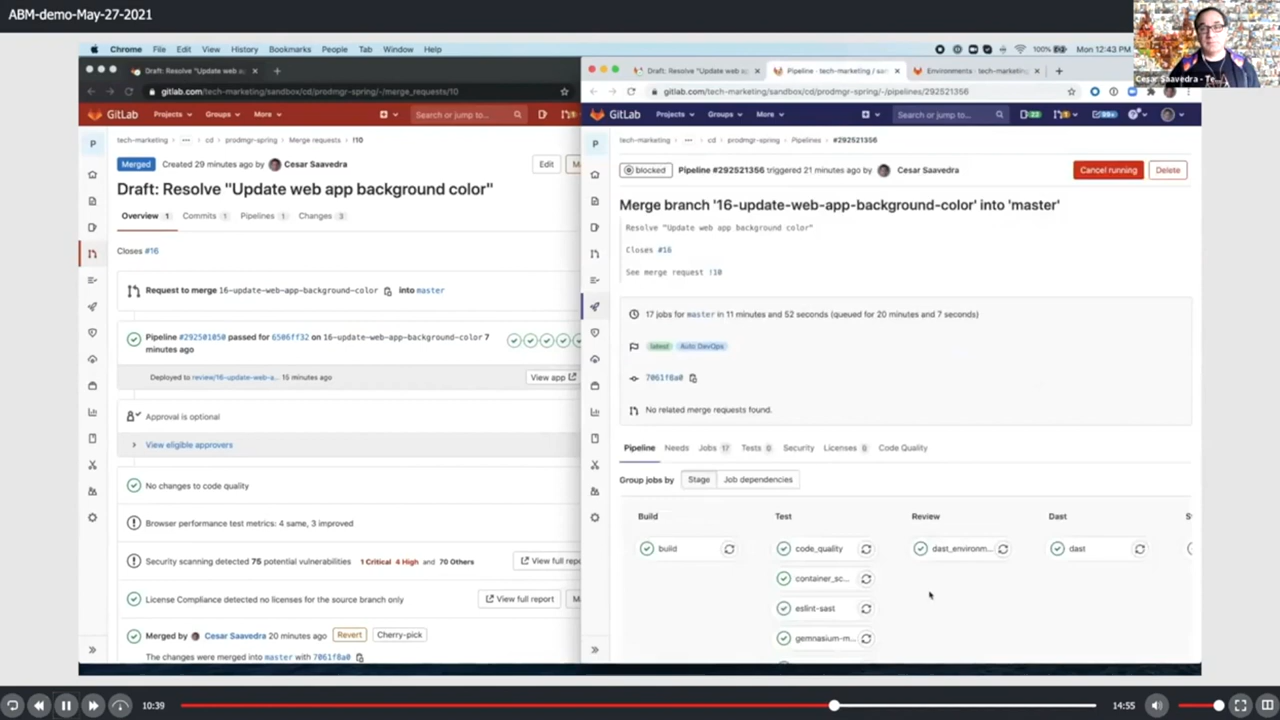 ABM-demo-May-27-2021
Cesar Saavedra - Te...
Chrome File Edit View History Bookmarks People Tab Window Help
100% Mon 12:43 PM
Draft: Resolve "Update web a
gitlab.com/tech-marketing/sandbox/cd/prodmgr-spring/-/merge_requests/10
GitLab Projects Groups More Search or jump to...
P tech-marketing ... cd prodmgr-spring Merge requests !10
Merged Created 29 minutes ago by Cesar Saavedra Edit
Draft: Resolve "Update web app background color"
Overview 1 Commits 1 Pipelines 1 Changes 3
Closes #16
Request to merge 16-update-web-app-background-color into master
Pipeline #292501050 passed for 6506ff32 on 16-update-web-app-background-color 7
minutes ago
Deployed to review/16-update-web-a... 15 minutes ago View app
Approval is optional
View eligible approvers
No changes to code quality
Browser performance test metrics: 4 same, 3 improved
Security scanning detected 75 potential vulnerabilities 1 Critical 4 High and 70 Others View full repo
License Compliance detected no licenses for the source branch only View full report
Merged by Cesar Saavedra 20 minutes ago Revert Cherry-pick
The changes were merged into master with 7061f8a0
Draft: Resolve "Update web ap Pipeline · tech-marketing / san Environments · tech-marketing
gitlab.com/tech-marketing/sandbox/cd/prodmgr-spring/-/pipelines/292521356
GitLab Projects Groups More Search or jump to... 22 99+
P tech-marketing ... cd prodmgr-spring Pipelines #292521356
blocked Pipeline #292521356 triggered 21 minutes ago by Cesar Saavedra Cancel running Delete
Merge branch '16-update-web-app-background-color' into 'master'
Resolve "Update web app background color"
Closes #16
See merge request !10
17 jobs for master in 11 minutes and 52 seconds (queued for 20 minutes and 7 seconds)
latest Auto DevOps
7061f8a0
No related merge requests found.
Pipeline Needs Jobs 17 Tests 0 Security Licenses 0 Code Quality
Group jobs by Stage Job dependencies
Build Test Review Dast S
build code_quality dast_environm... dast
container_sc...
eslint-sast
gemnasium-m...
10:39 14:55